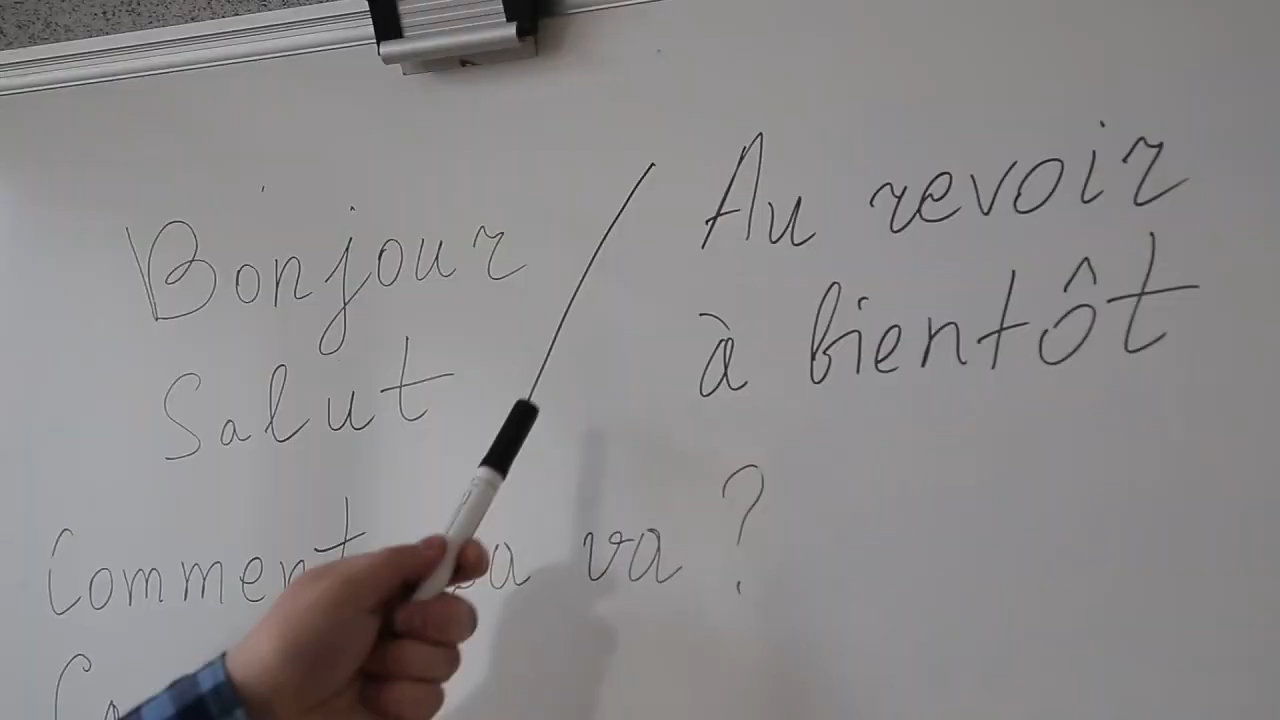 Bonjour / Au revoir
Salut à bientôt
Comment va ?